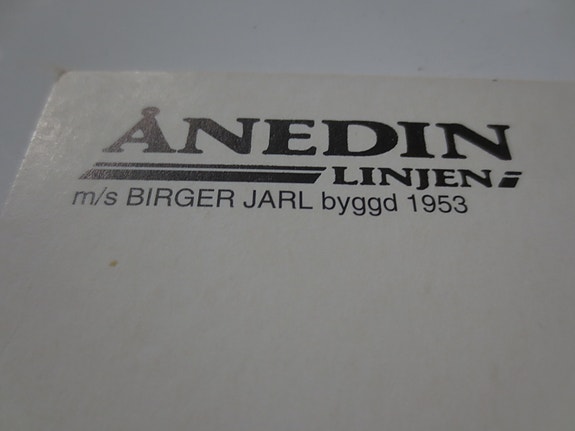 ÅNEDIN
LINJEN
m/s BIRGER JARL byggd 1953